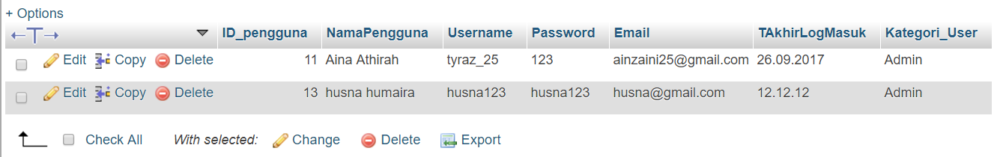 + Options
←T→ ID_pengguna NamaPengguna Username Password Email TAkhirLogMasuk Kategori_User
Edit Copy Delete 11 Aina Athirah tyraz_25 123 ainzaini25@gmail.com 26.09.2017 Admin
Edit Copy Delete 13 husna humaira husna123 husna123 husna@gmail.com 12.12.12 Admin
Check All With selected: Change Delete Export